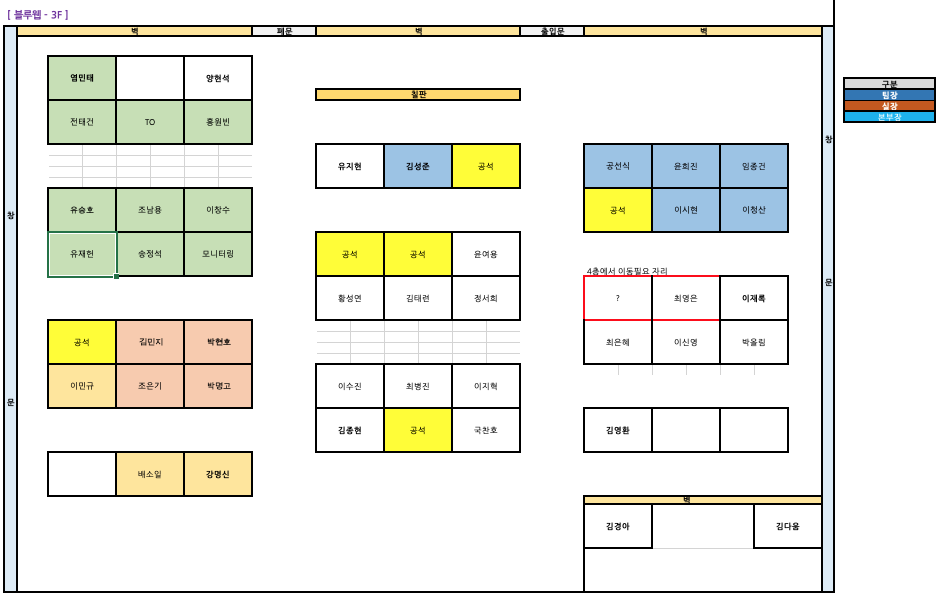 [ 블루웹 - 3F ]
벽 폐문 벽 출입문 벽
염민태 양현석
전태건 TO 홍원빈
칠판
구분
팀장
실장
본부장
창
유지현 김성준 공석
공선식 윤희진 임종건
공석 이시현 이청산
유승호 조남용 이창수
창
유재헌 송정석 모니터링
공석 공석 윤여웅
황성연 김태련 정서희
4층에서 이동필요 자리
? 최영은 이재록
문
최은혜 이신영 박을림
공석 김민지 박현호
이민규 조은기 박명고
문
이수진 최병진 이지혁
김종현 공석 국찬호
김영환
배소일 강명신
벽
김경아 김다움